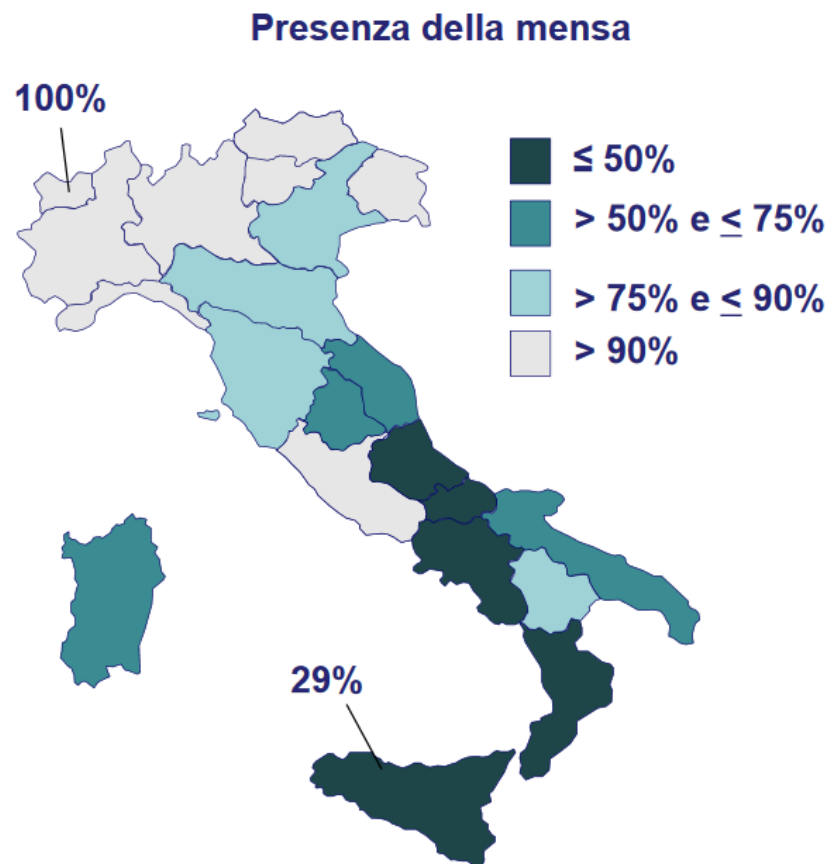 Presenza della mensa
100%
≤ 50%
> 50% e ≤ 75%
> 75% e ≤ 90%
> 90%
29%